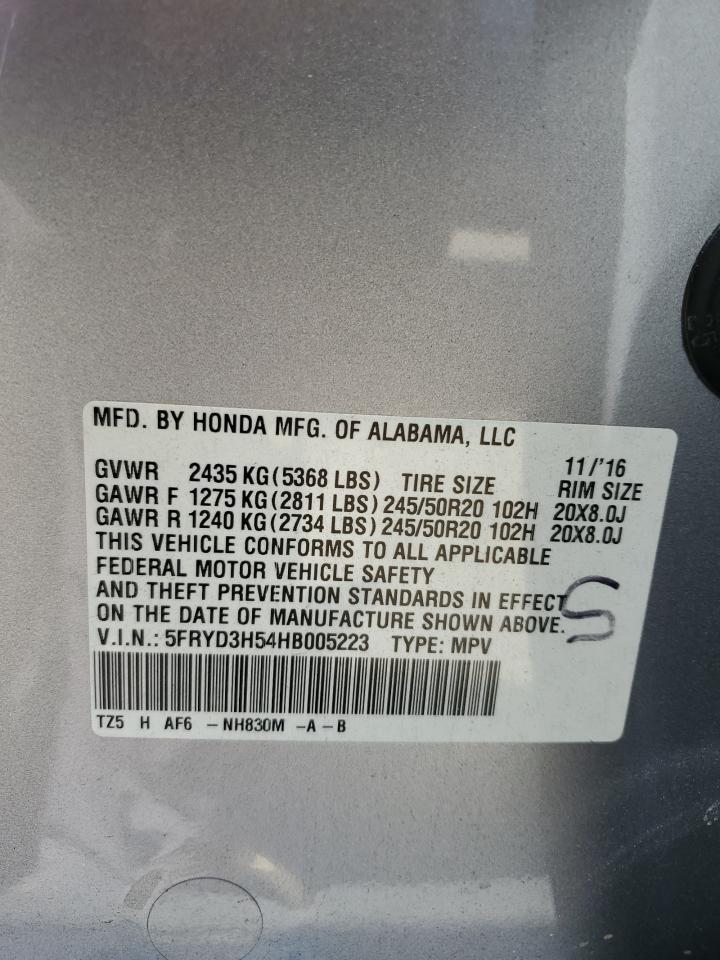 MFD. BY HONDA MFG. OF ALABAMA, LLC
11/'16
GVWR 2435 KG(5368 LBS) TIRE SIZE RIM SIZE
GAWR F 1275 KG(2811 LBS) 245/50R20 102H 20X8.0J
GAWR R 1240 KG(2734 LBS) 245/50R20 102H 20X8.0J
THIS VEHICLE CONFORMS TO ALL APPLICABLE
FEDERAL MOTOR VEHICLE SAFETY
AND THEFT PREVENTION STANDARDS IN EFFECT
ON THE DATE OF MANUFACTURE SHOWN ABOVE.
V.I.N.: 5FRYD3H54HB005223 TYPE: MPV
TZ5 H AF6 – NH830M –A – B